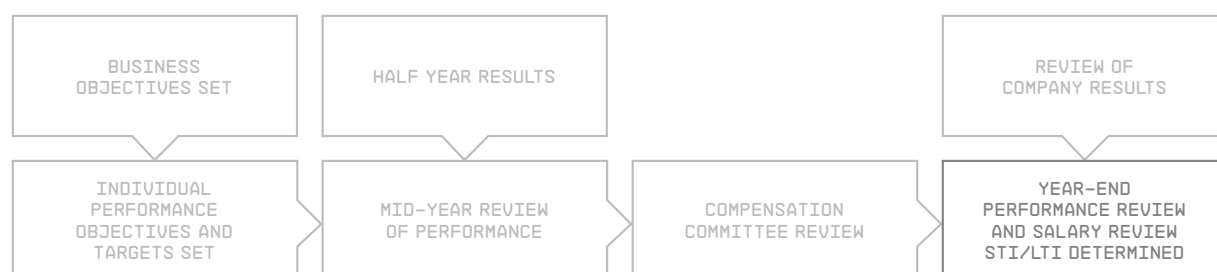 BUSINESS
OBJECTIVES SET
HALF YEAR RESULTS
REVIEW OF
COMPANY RESULTS
INDIVIDUAL
PERFORMANCE
OBJECTIVES AND
TARGETS SET
MID-YEAR REVIEW
OF PERFORMANCE
COMPENSATION
COMMITTEE REVIEW
YEAR-END
PERFORMANCE REVIEW
AND SALARY REVIEW
STI/LTI DETERMINED